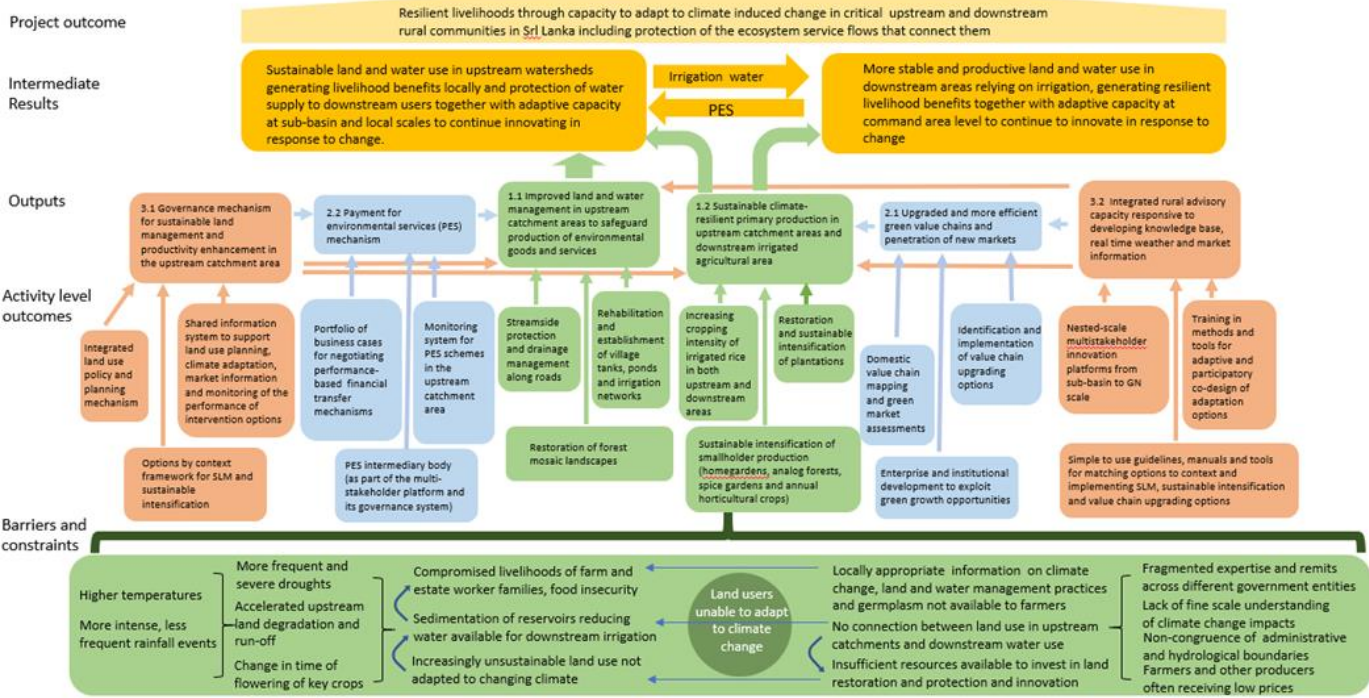 Project outcome
Resilient livelihoods through capacity to adapt to climate induced change in critical upstream and downstream
rural communities in Srl Lanka including protection of the ecosystem service flows that connect them
Intermediate
Results
Sustainable land and water use in upstream watersheds
generating livelihood benefits locally and protection of water
supply to downstream users together with adaptive capacity
at sub-basin and local scales to continue innovating in
response to change.
Irrigation water
PES
More stable and productive land and water use in
downstream areas relying on irrigation, generating resilient
livelihood benefits together with adaptive capacity at
command area level to continue to innovate in response to
change
Outputs
3.1 Governance mechanism
for sustainable land
management and
productivity enhancement in
the upstream catchment area
2.2 Payment for
environmental services (PES)
mechanism
1.1 Improved land and water
management in upstream
catchment areas to safeguard
production of environmental
goods and services
1.2 Sustainable climate-
resilient primary production in
upstream catchment areas and
downstream irrigated
agricultural area
2.1 Upgraded and more efficient
green value chains and
penetration of new markets
3.2 Integrated rural advisory
capacity responsive to
developing knowledge base,
real time weather and market
information
Activity level
outcomes
Integrated
land use
policy and
planning
mechanism
Shared information
system to support
land use planning,
climate adaptation,
market information
and monitoring of the
performance of
intervention options
Portfolio of
business cases
for negotiating
performance-
based financial
transfer
mechanisms
Monitoring
system for
PES schemes
in the
upstream
catchment
area
Streamside
protection
and drainage
management
along roads
Rehabilitation
and
establishment
of village
tanks, ponds
and irrigation
networks
Increasing
cropping
intensity of
irrigated rice
in both
upstream and
downstream
areas
Restoration
and sustainable
intensification
of plantations
Domestic
value chain
mapping
and green
market
assessments
Identification and
implementation
of value chain
upgrading
options
Nested-scale
multistakeholder
innovation
platforms from
sub-basin to GN
scale
Training in
methods and
tools for
adaptive and
participatory
co-design of
adaptation
options
Options by context
framework for SLM and
sustainable
intensification
PES intermediary body
(as part of the multi-
stakeholder platform and
its governance system)
Restoration of forest
mosaic landscapes
Sustainable intensification of
smallholder production
(homegardens, analog forests,
spice gardens and annual
horticultural crops)
Enterprise and institutional
development to exploit
green growth opportunities
Simple to use guidelines, manuals and tools
for matching options to context and
implementing SLM, sustainable intensification
and value chain upgrading options
Barriers and
constraints
Higher temperatures
More intense, less
frequent rainfall events
More frequent and
severe droughts
Accelerated upstream
land degradation and
run-off
Change in time of
flowering of key crops
Compromised livelihoods of farm and
estate worker families, food insecurity
Sedimentation of reservoirs reducing
water available for downstream irrigation
Increasingly unsustainable land use not
adapted to changing climate
Land users
unable to adapt
to climate
change
Locally appropriate information on climate
change, land and water management practices
and germplasm not available to farmers
No connection between land use in upstream
catchments and downstream water use
Insufficient resources available to invest in land
restoration and protection and innovation
Fragmented expertise and remits
across different government entities
Lack of fine scale understanding
of climate change impacts
Non-congruence of administrative
and hydrological boundaries
Farmers and other producers
often receiving low prices